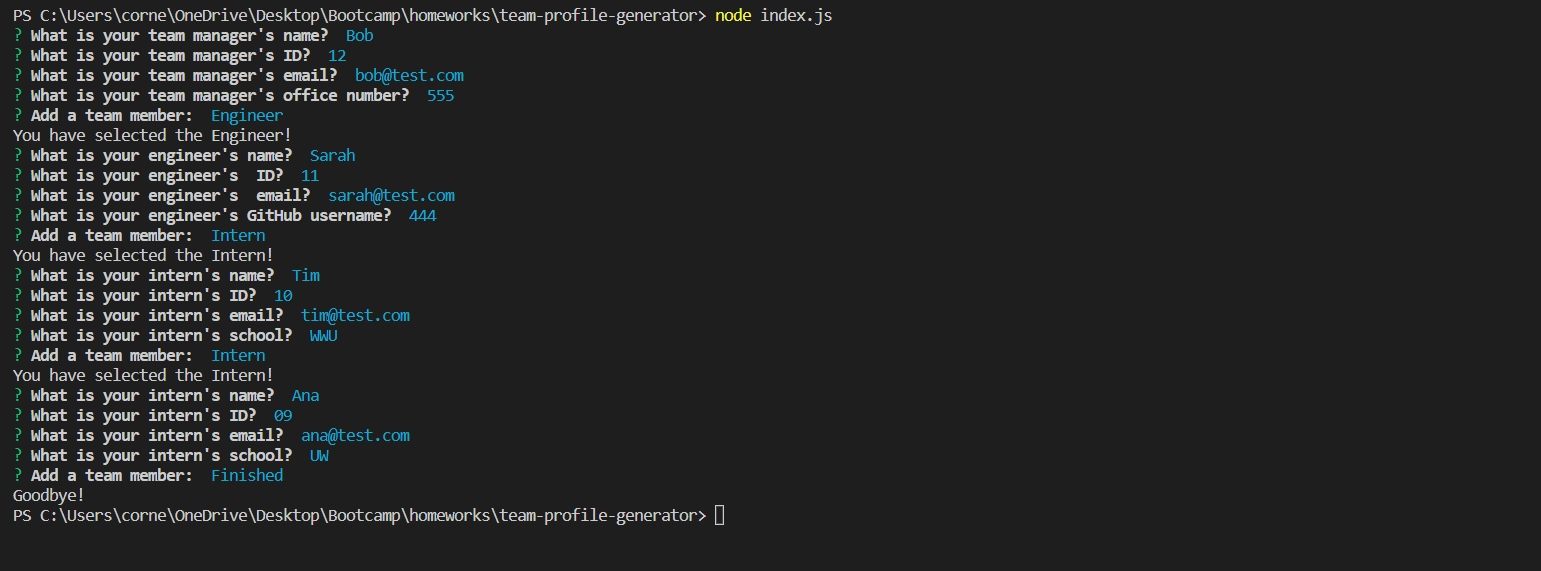 PS C:\Users\corne\OneDrive\Desktop\Bootcamp\homeworks\team-profile-generator> node index.js
? What is your team manager's name?  Bob
? What is your team manager's ID?  12
? What is your team manager's email?  bob@test.com
? What is your team manager's office number?  555
? Add a team member:  Engineer
You have selected the Engineer!
? What is your engineer's name?  Sarah
? What is your engineer's  ID?  11
? What is your engineer's  email?  sarah@test.com
? What is your engineer's GitHub username?  444
? Add a team member:  Intern
You have selected the Intern!
? What is your intern's name?  Tim
? What is your intern's ID?  10
? What is your intern's email?  tim@test.com
? What is your intern's school?  WWU
? Add a team member:  Intern
You have selected the Intern!
? What is your intern's name?  Ana
? What is your intern's ID?  09
? What is your intern's email?  ana@test.com
? What is your intern's school?  UW
? Add a team member:  Finished
Goodbye!
PS C:\Users\corne\OneDrive\Desktop\Bootcamp\homeworks\team-profile-generator>